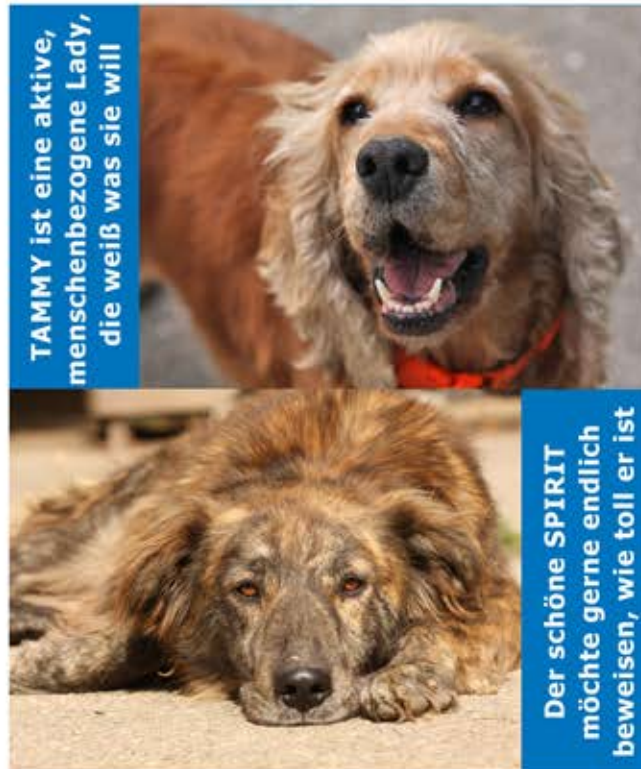 TAMMY ist eine aktive,
menschenbezogene Lady,
die weiß was sie will
Der schöne SPIRIT
möchte gerne endlich
beweisen, wie toll er ist